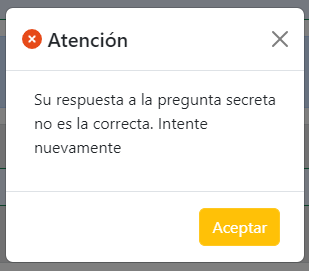 Atención
Su respuesta a la pregunta secreta
no es la correcta. Intente
nuevamente
Aceptar